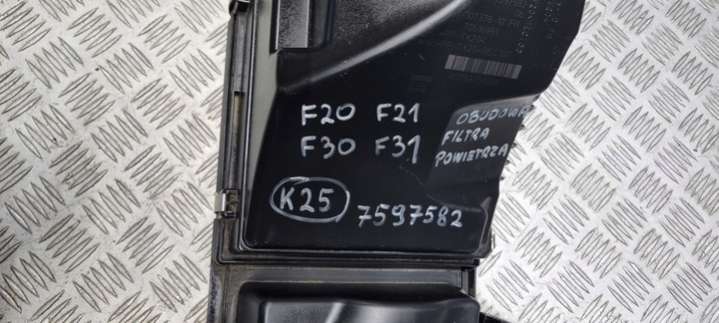 F20 F21
F30 F31
OBUDOWA
FILTRA
POWIETRZA
K25
7597582